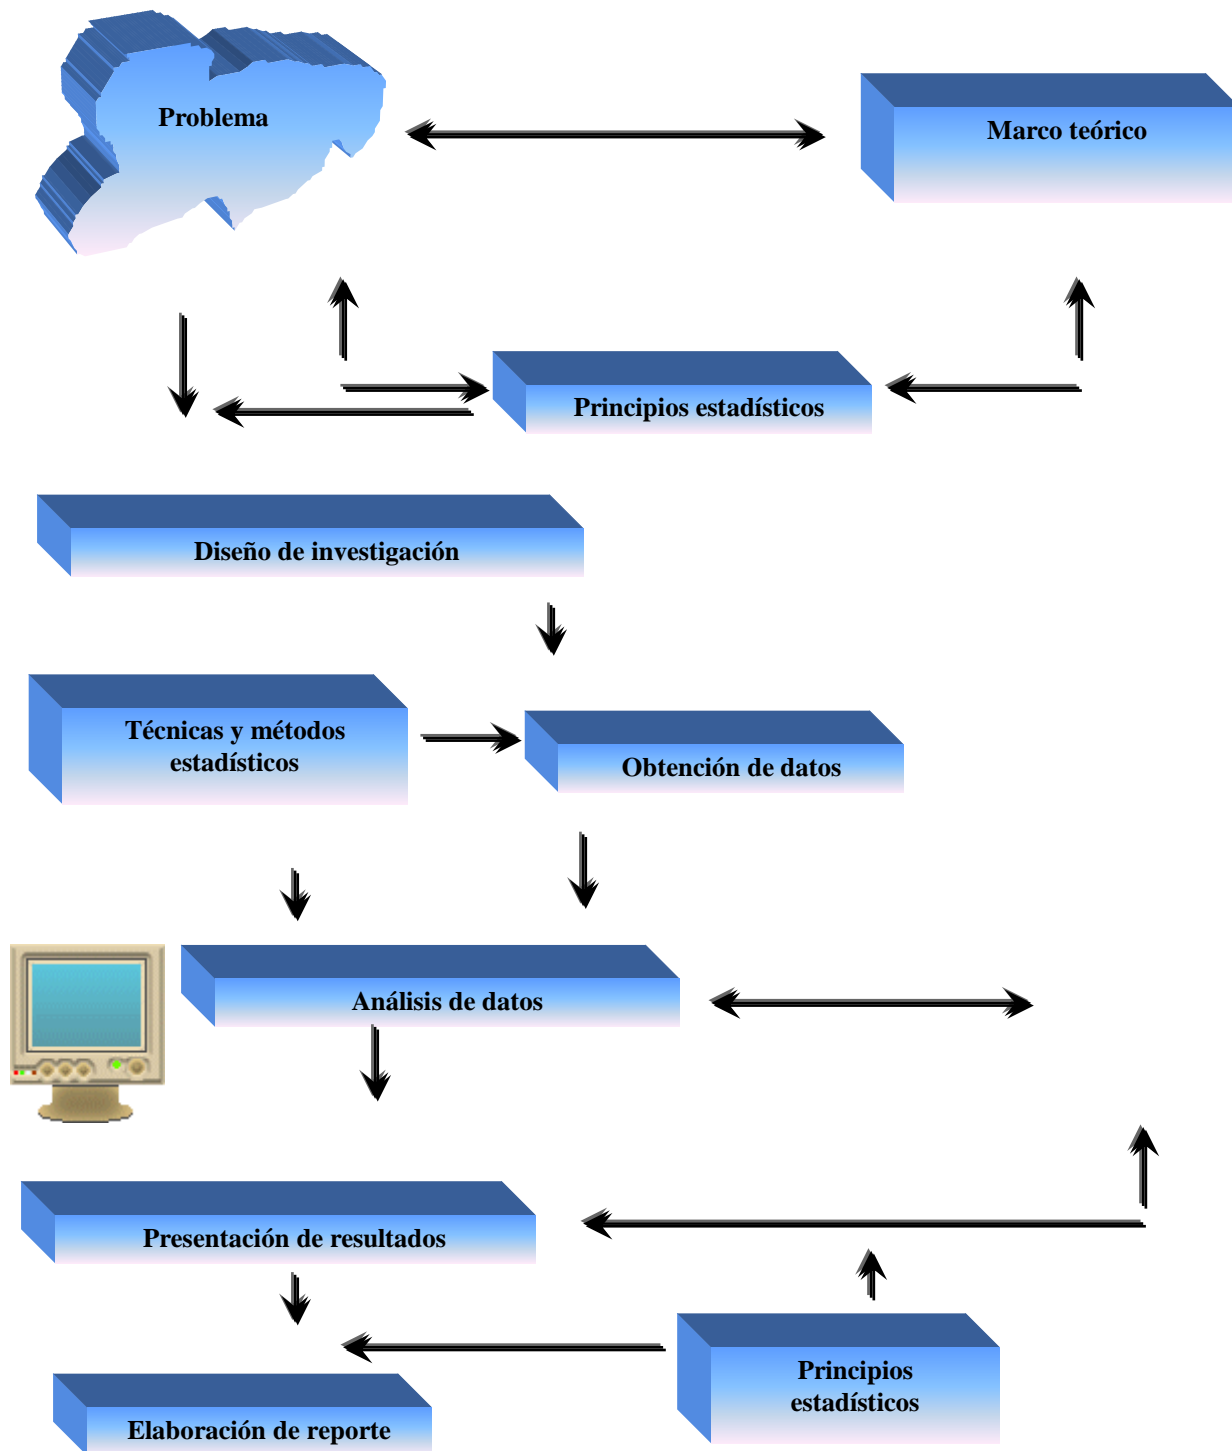 Problema
Marco teórico
Principios estadísticos
Diseño de investigación
Técnicas y métodos
estadísticos
Obtención de datos
Análisis de datos
Presentación de resultados
Principios
estadísticos
Elaboración de reporte